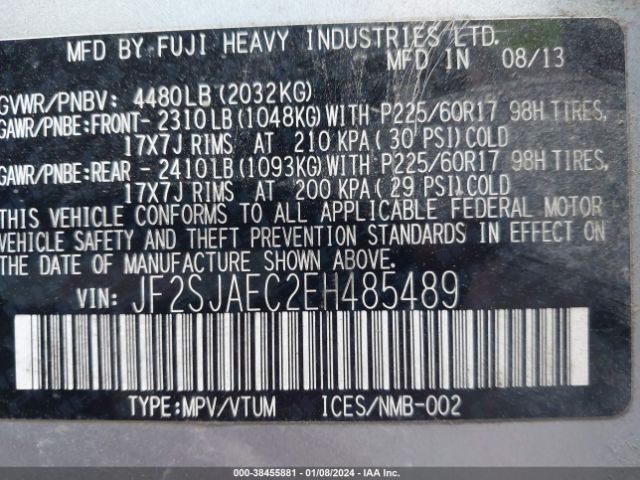 MFD BY FUJI HEAVY INDUSTRIES LTD.
MFD IN 08/13
GVWR/PNBV: 4480LB(2032KG)
GAWR/PNBE:FRONT- 2310LB(1048KG)WITH P225/60R17 98H TIRES,
17X7J RIMS AT 210 KPA(30 PSI)COLD
GAWR/PNBE:REAR - 2410LB(1093KG)WITH P225/60R17 98H TIRES,
17X7J RIMS AT 200 KPA(29 PSI)COLD
THIS VEHICLE CONFORMS TO ALL APPLICABLE FEDERAL MOTOR
VEHICLE SAFETY AND THEFT PREVENTION STANDARDS IN EFFECT ON
THE DATE OF MANUFACTURE SHOWN ABOVE.
VIN: JF2SJAEC2EH485489
TYPE:MPV/VTUM ICES/NMB-002
000-38455881 - 01/08/2024 - IAA Inc.